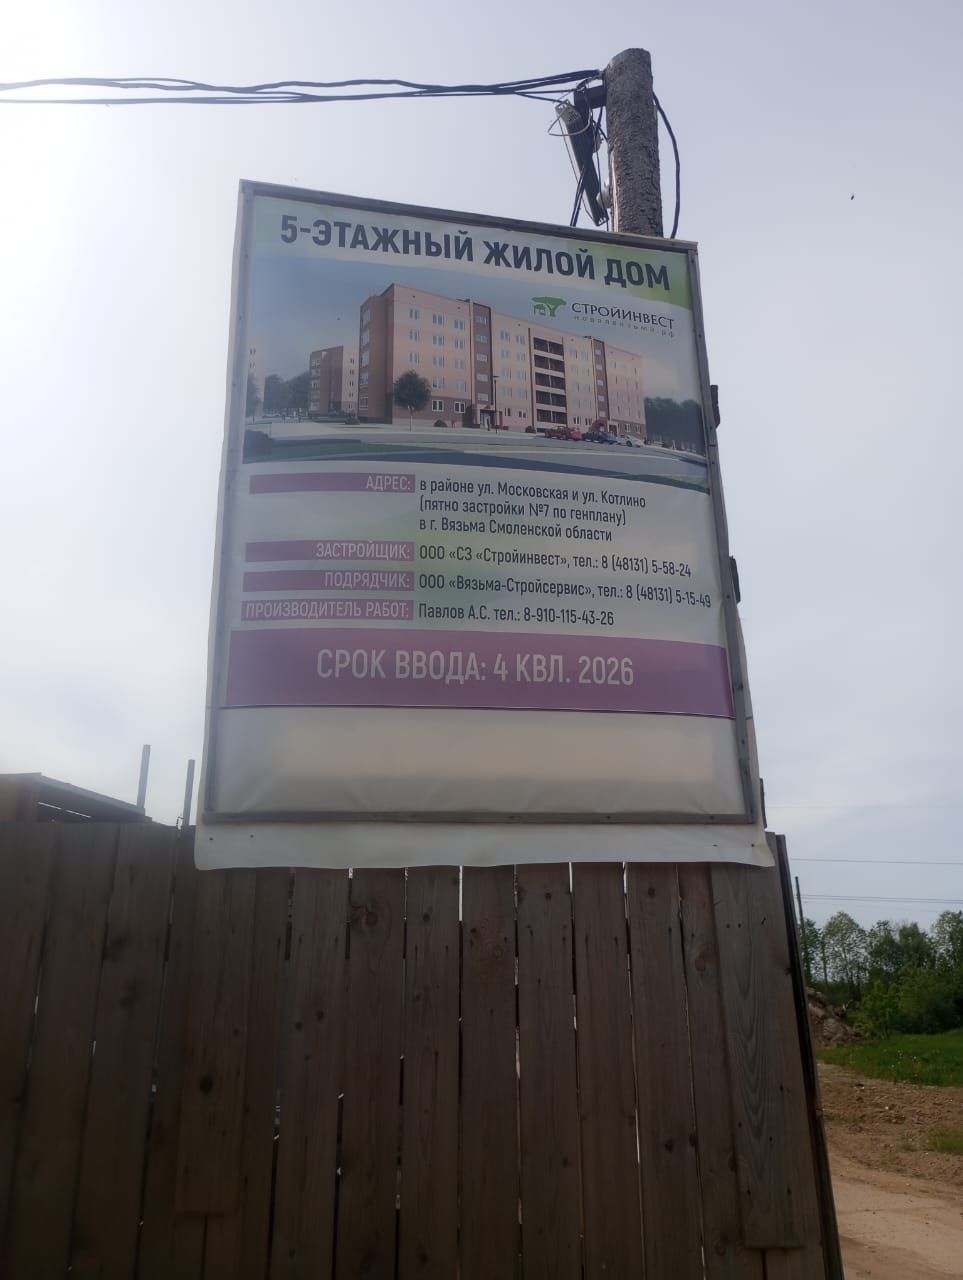 5-ЭТАЖНЫЙ ЖИЛОЙ ДОМ
СТРОЙИНВЕСТ
новаявязьма.рф
АДРЕС: в районе ул. Московская и ул. Котлино
(пятно застройки №7 по генплану)
в г. Вязьма Смоленской области
ЗАСТРОЙЩИК: ООО «СЗ «Стройинвест», тел.: 8 (48131) 5-58-24
ПОДРЯДЧИК: ООО «Вязьма-Стройсервис», тел.: 8 (48131) 5-15-49
ПРОИЗВОДИТЕЛЬ РАБОТ: Павлов А.С. тел.: 8-910-115-43-26
СРОК ВВОДА: 4 КВЛ. 2026